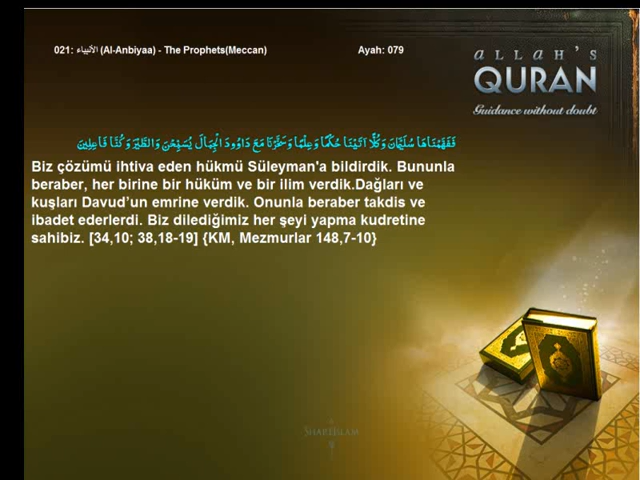 021: الأنبياء (Al-Anbiyaa) - The Prophets(Meccan)
Ayah: 079
ALLAH'S
QURAN
Guidance without doubt
فَفَهَّمْنَاهَا سُلَيْمَانَ وَكُلًّا آتَيْنَا حُكْمًا وَعِلْمًا وَسَخَّرْنَا مَعَ دَاوُودَ الْجِبَالَ يُسَبِّحْنَ وَالطَّيْرَ وَكُنَّا فَاعِلِينَ
Biz çözümü ihtiva eden hükmü Süleyman'a bildirdik. Bununla
beraber, her birine bir hüküm ve bir ilim verdik.Dağları ve
kuşları Davud’un emrine verdik. Onunla beraber takdis ve
ibadet ederlerdi. Biz dilediğimiz her şeyi yapma kudretine
sahibiz. [34,10; 38,18-19] {KM, Mezmurlar 148,7-10}
SHAREISLAM